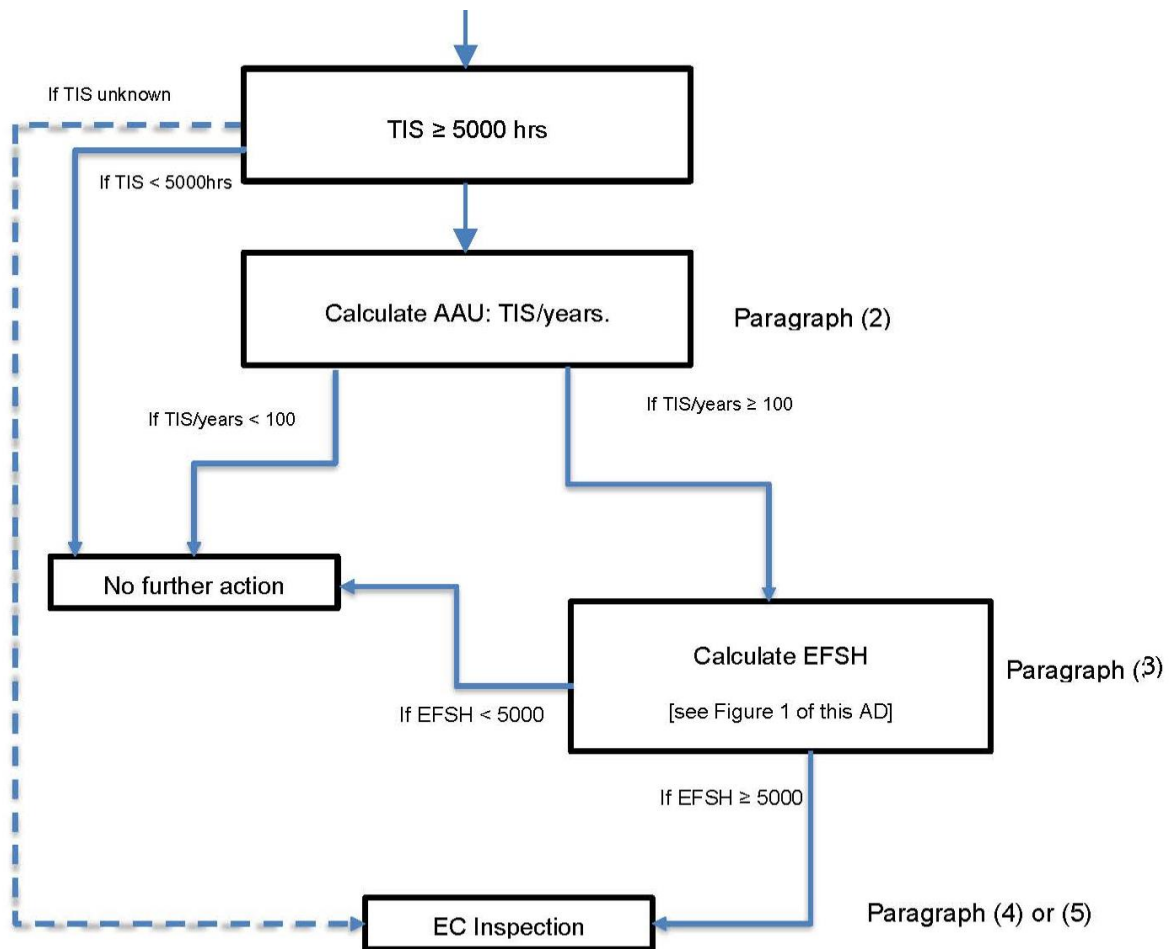 If TIS unknown
TIS ≥ 5000 hrs
If TIS < 5000hrs
Calculate AAU: TIS/years.
Paragraph (2)
If TIS/years < 100
If TIS/years ≥ 100
No further action
Calculate EFSH
Paragraph (3)
[see Figure 1 of this AD]
If EFSH < 5000
If EFSH ≥ 5000
EC Inspection
Paragraph (4) or (5)